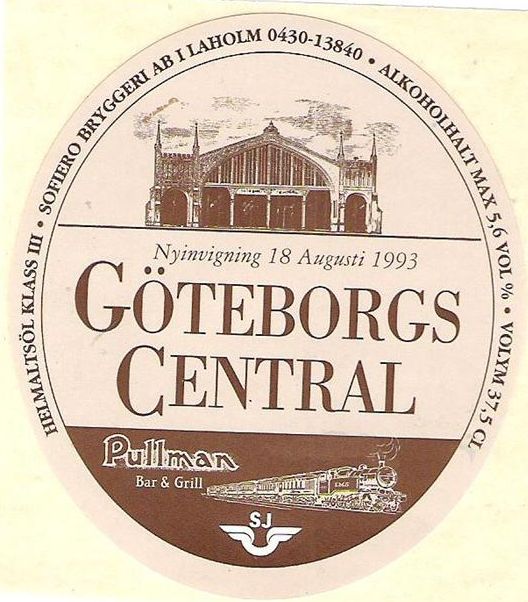 HELMALTSÖL KLASS III • SOFIERO BRYGGERI AB I LAHOLM 0430-13840 • ALKOHOLHALT MAX 5,6 VOL % • VOLYM 37,5 CL
Nyinvigning 18 Augusti 1993
GÖTEBORGS
CENTRAL
Pullman
Bar & Grill
SJ